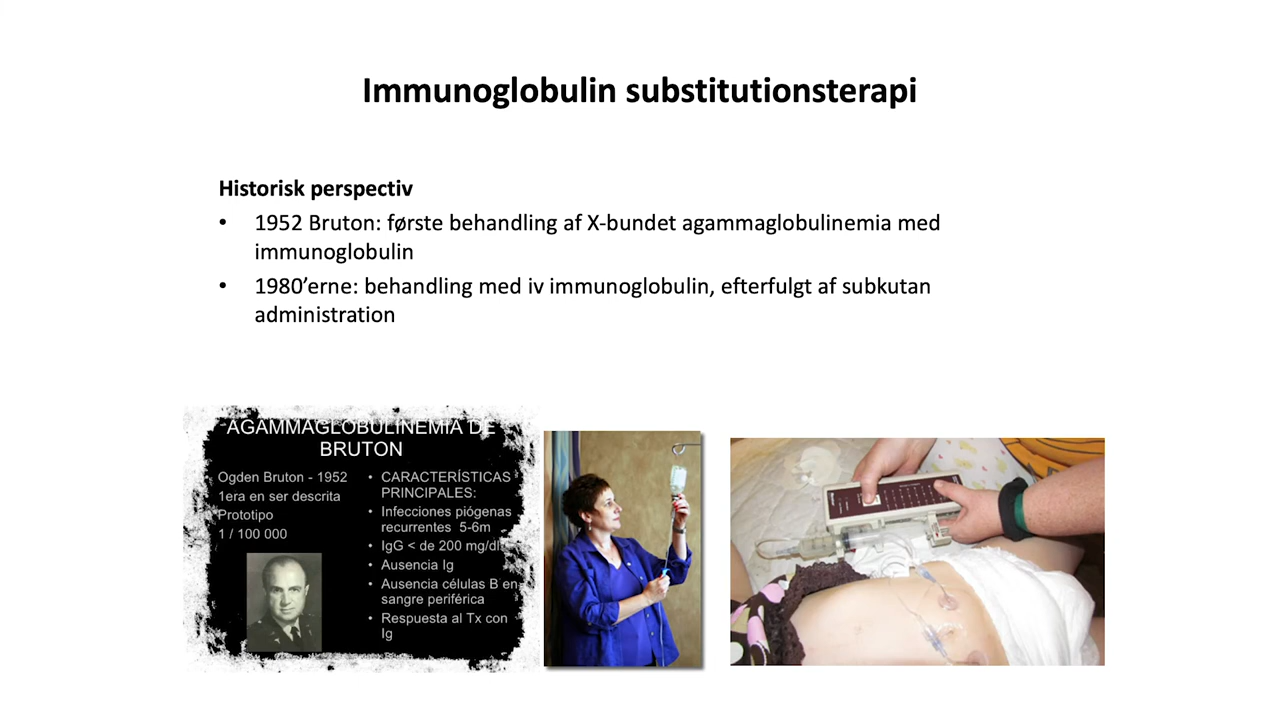 Immunoglobulin substitutionsterapi
Historisk perspectiv
• 1952 Bruton: første behandling af X-bundet agammaglobulinemia med
immunoglobulin
• 1980’erne: behandling med iv immunoglobulin, efterfulgt af subkutan
administration
AGAMMAGLOBULINEMIA DE
BRUTON
Ogden Bruton - 1952
1era en ser descrita
Prototipo
1 / 100 000
• CARACTERÍSTICAS
PRINCIPALES:
• Infecciones piógenas
recurrentes 5-6m
• IgG < de 200 mg/dl
• Ausencia Ig
• Ausencia células B en
sangre periférica
• Respuesta al Tx con
Ig